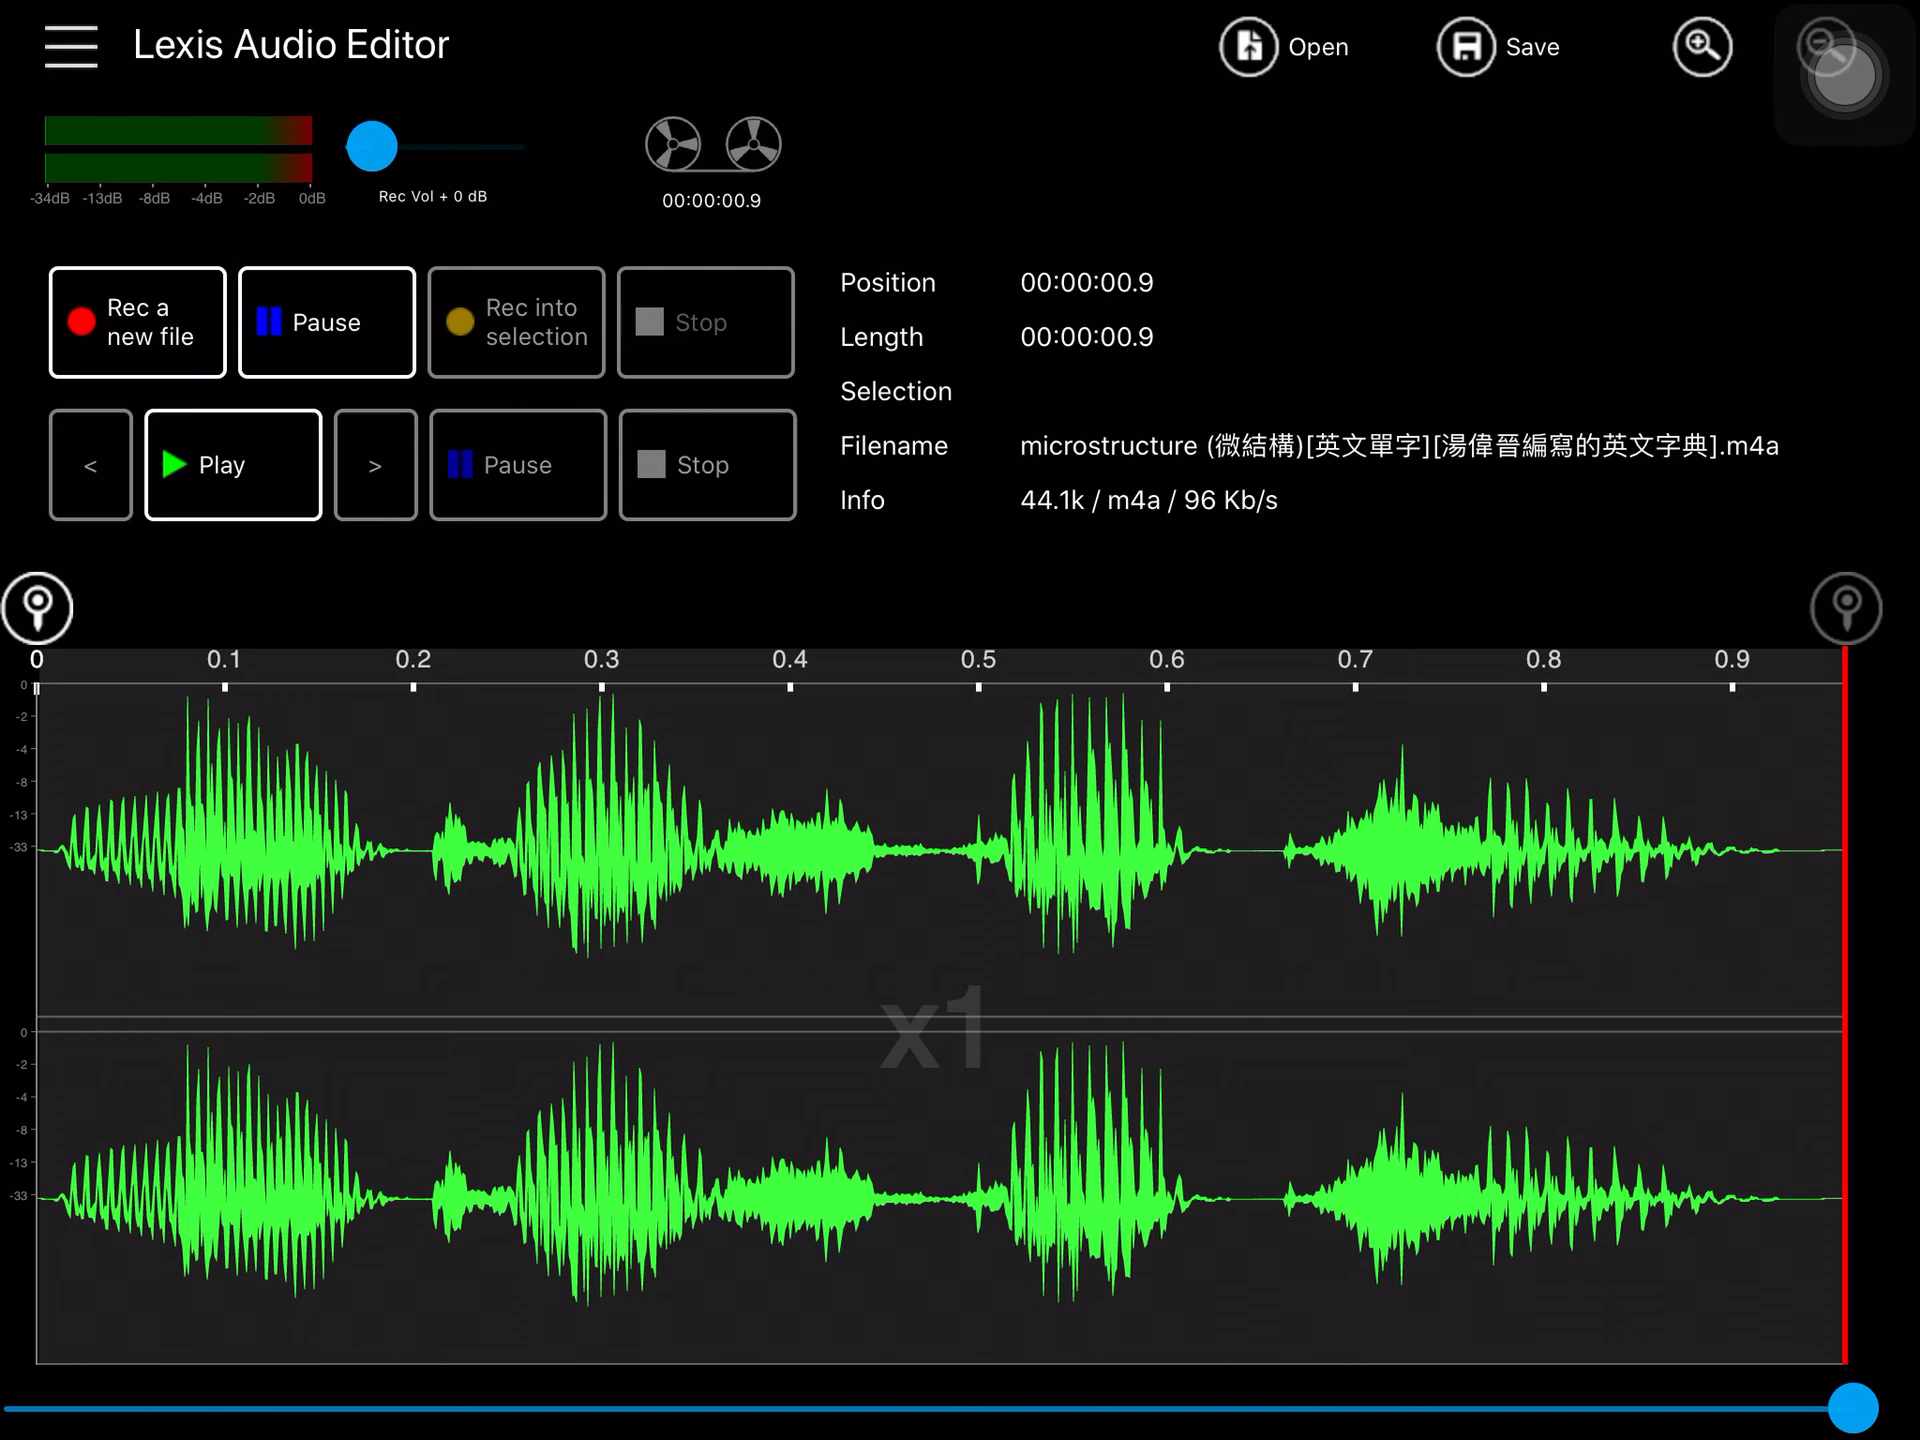 Lexis Audio Editor
Open
Save
-34dB -13dB -8dB -4dB -2dB 0dB
Rec Vol + 0 dB
00:00:00.9
Rec a
new file
Pause
Rec into
selection
Stop
<
Play
>
Pause
Stop
Position 00:00:00.9
Length 00:00:00.9
Selection
Filename microstructure (微結構)[英文單字][湯偉晉編寫的英文字典].m4a
Info 44.1k / m4a / 96 Kb/s
0 0.1 0.2 0.3 0.4 0.5 0.6 0.7 0.8 0.9
0
-2
-4
-8
-13
-33
x1
0
-2
-4
-8
-13
-33